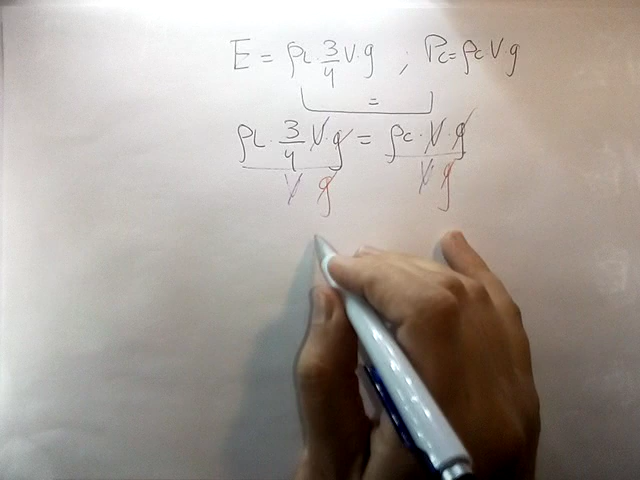 E = ρL · 3/4 V · g ; Pc = ρc V g
=
ρL · 3/4 V · g = ρc · V · g
V g V g